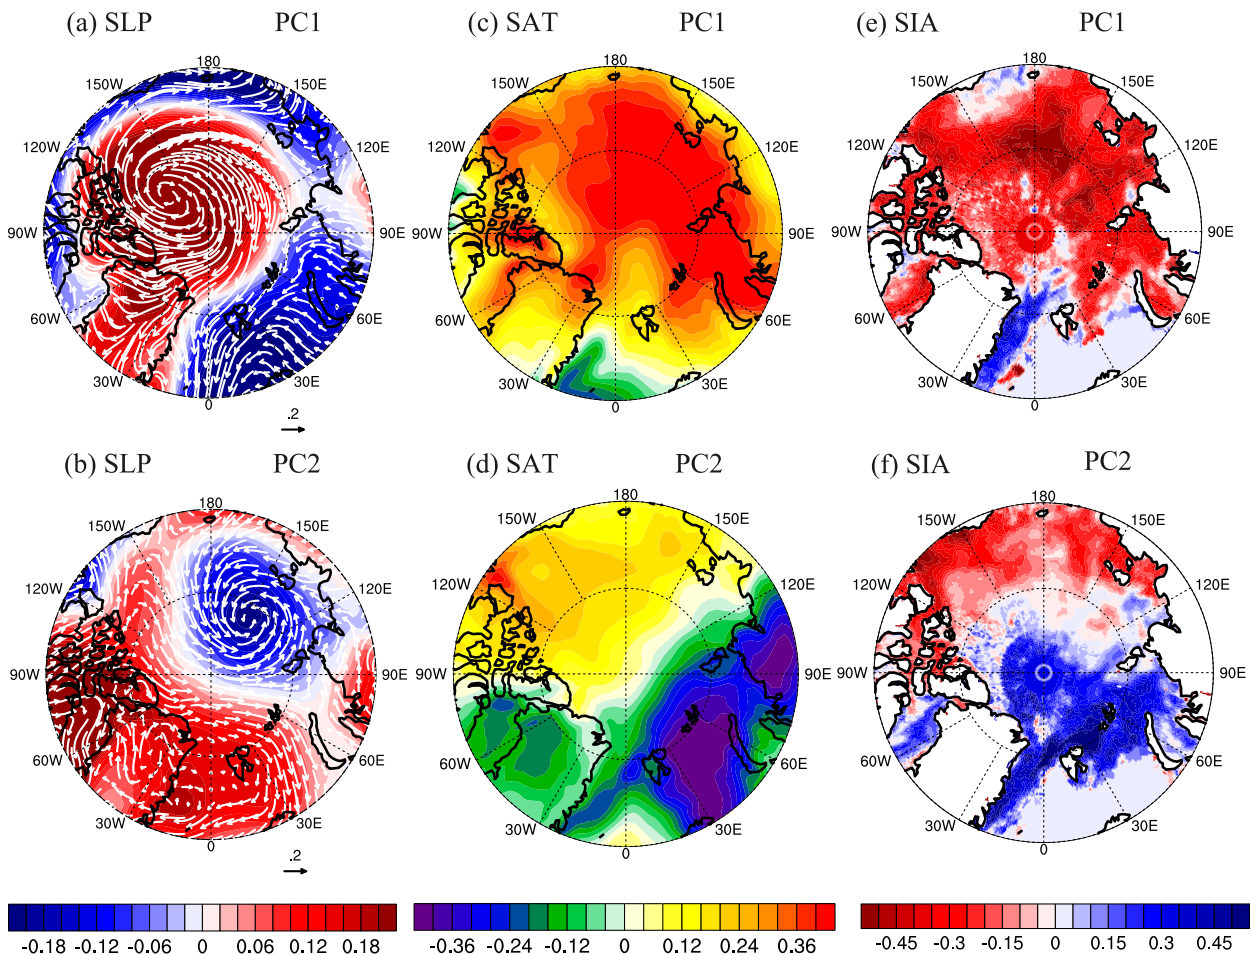 (a) SLP PC1
(c) SAT PC1
(e) SIA PC1
180 150E 120E 90E 60E 30E 0 30W 60W 90W 120W 150W
.2
180 150E 120E 90E 60E 30E 0 30W 60W 90W 120W 150W
180 150E 120E 90E 60E 30E 0 30W 60W 90W 120W 150W
(b) SLP PC2
(d) SAT PC2
(f) SIA PC2
180 150E 120E 90E 60E 30E 0 30W 60W 90W 120W 150W
.2
180 150E 120E 90E 60E 30E 0 30W 60W 90W 120W 150W
180 150E 120E 90E 60E 30E 0 30W 60W 90W 120W 150W
-0.18 -0.12 -0.06 0 0.06 0.12 0.18
-0.36 -0.24 -0.12 0 0.12 0.24 0.36
-0.45 -0.3 -0.15 0 0.15 0.3 0.45